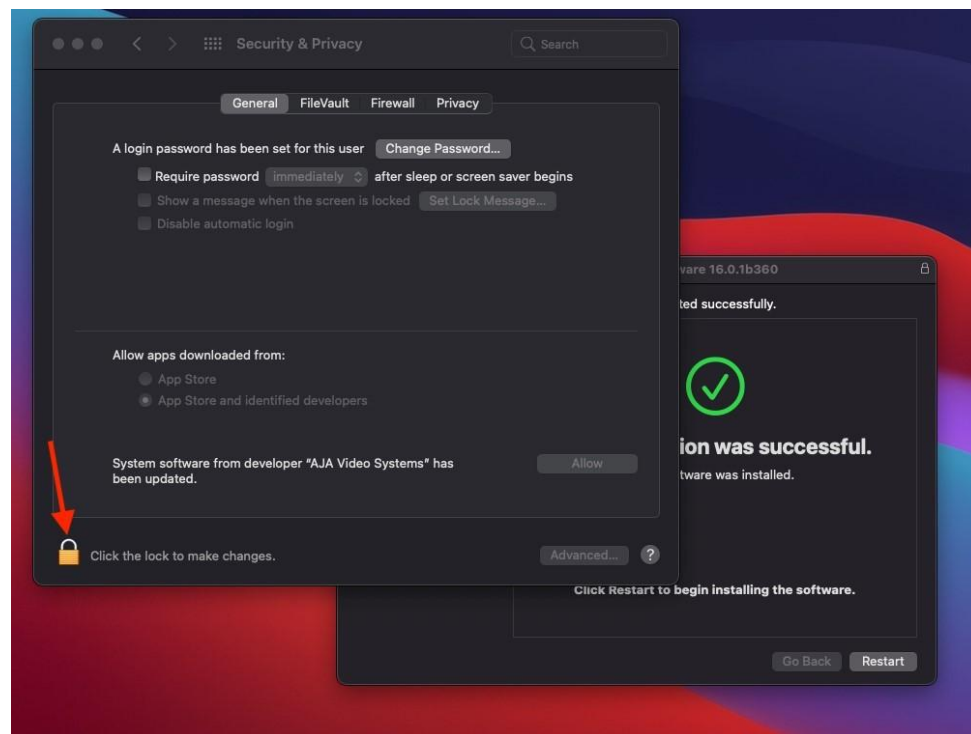 Security & Privacy
Search
General FileVault Firewall Privacy
A login password has been set for this user Change Password...
Require password immediately after sleep or screen saver begins
Show a message when the screen is locked Set Lock Message...
Disable automatic login
Allow apps downloaded from:
App Store
App Store and identified developers
System software from developer "AJA Video Systems" has
been updated.
Allow
Click the lock to make changes.
Advanced... ?
ware 16.0.1b360
ted successfully.
ion was successful.
tware was installed.
Click Restart to begin installing the software.
Go Back Restart